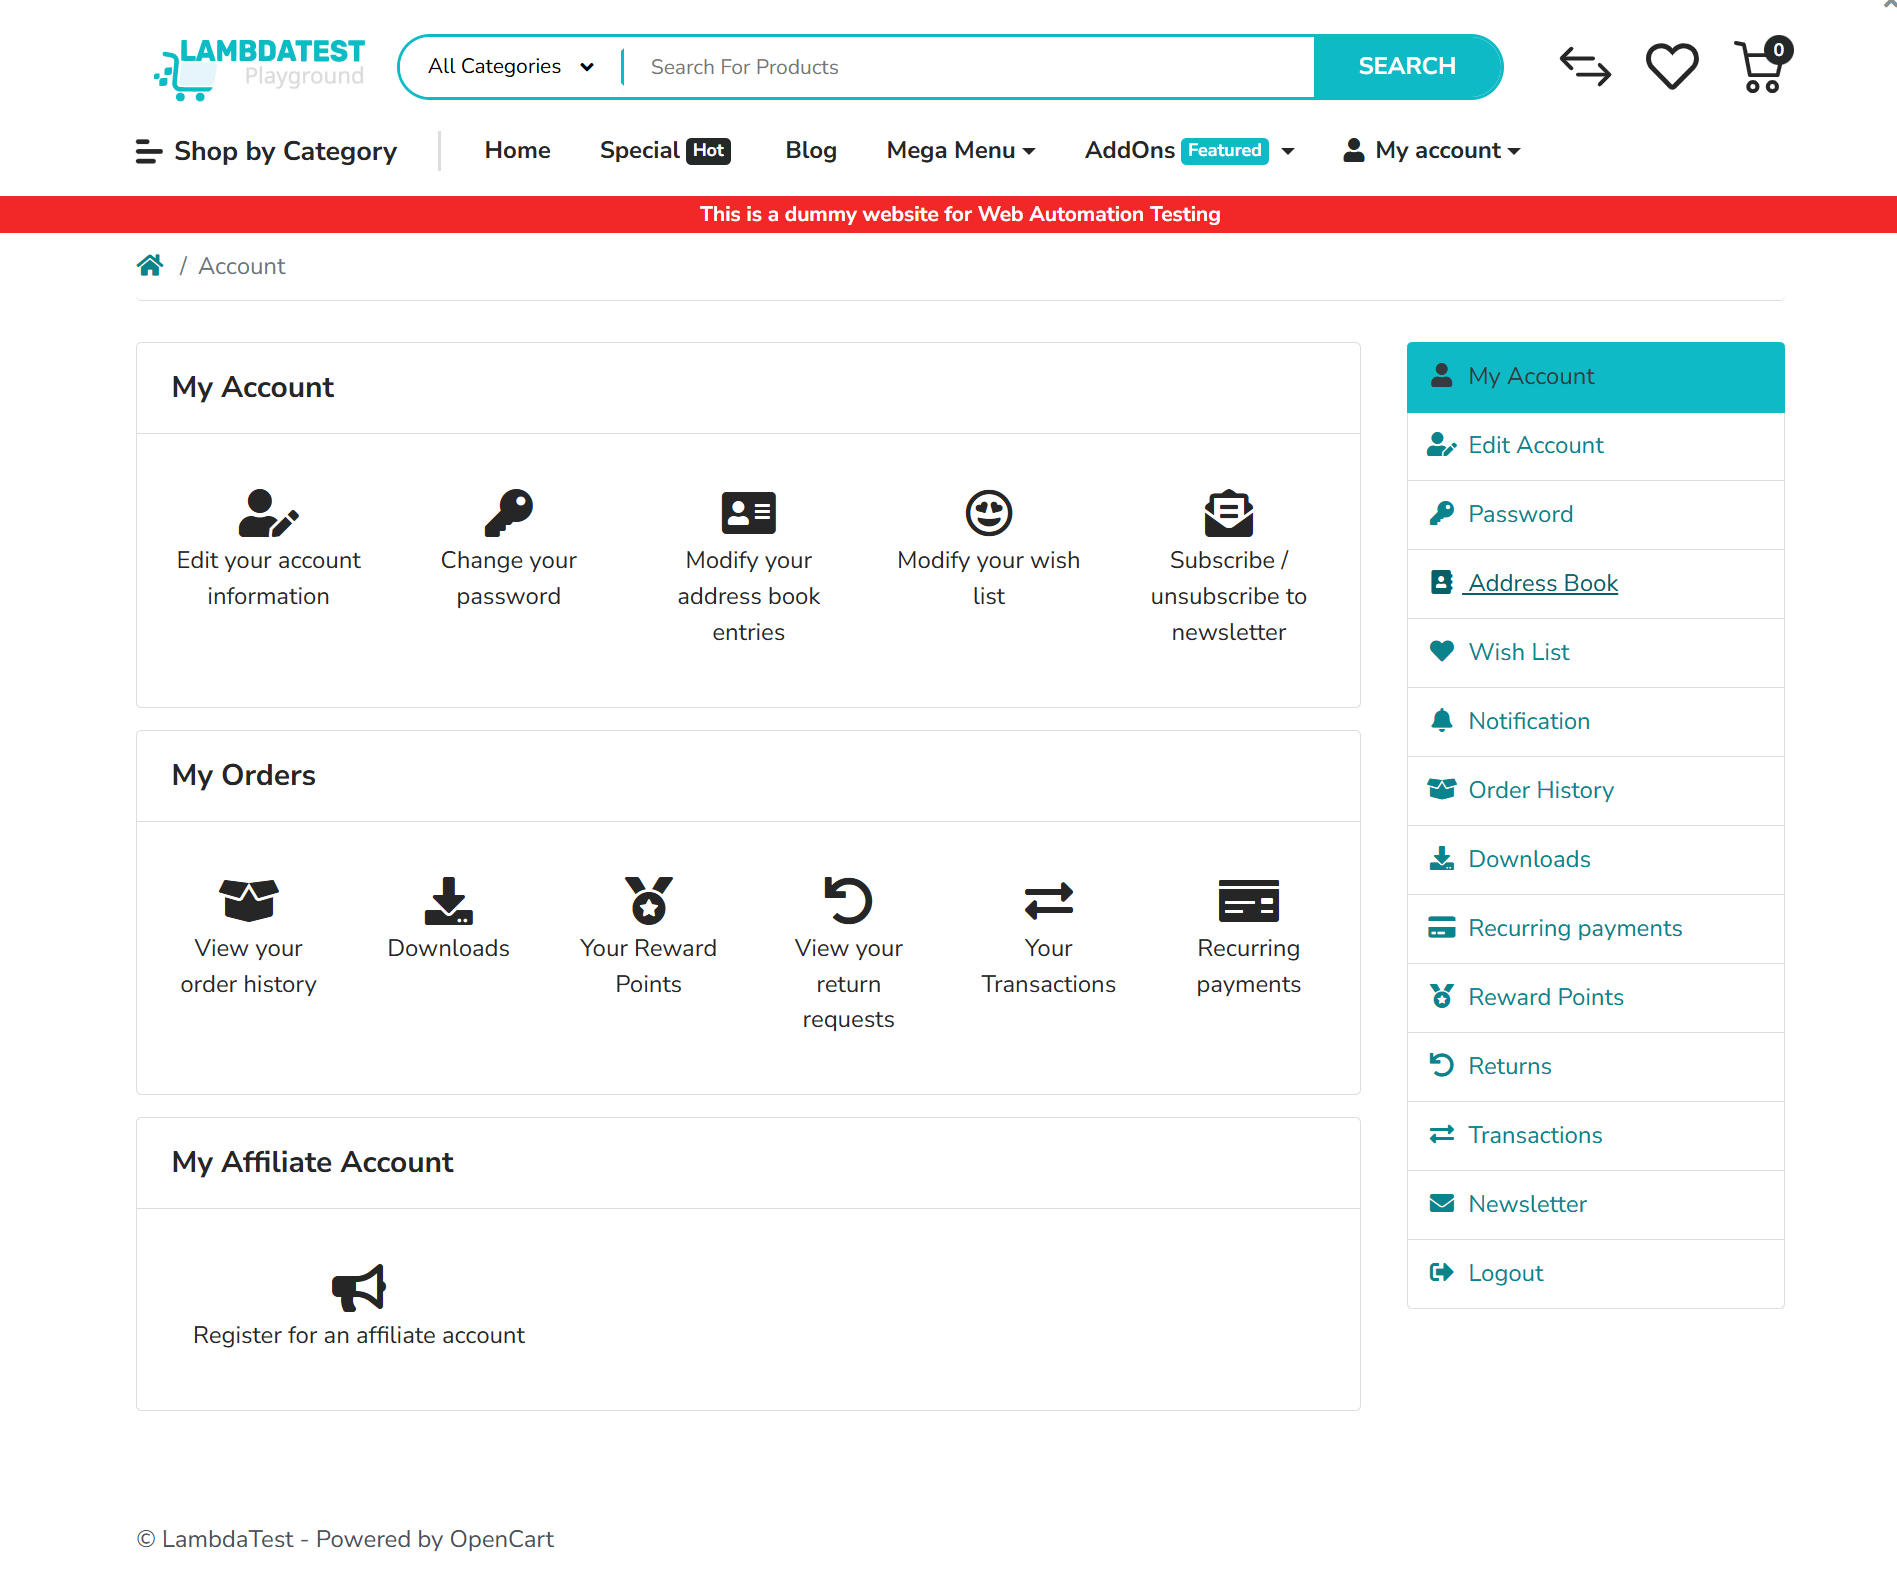 LAMBDATEST
Playground
All Categories
Search For Products
SEARCH
0
Shop by Category
Home
Special Hot
Blog
Mega Menu
AddOns Featured
My account
This is a dummy website for Web Automation Testing
/ Account
My Account
Edit your account
information
Change your
password
Modify your
address book
entries
Modify your wish
list
Subscribe /
unsubscribe to
newsletter
My Orders
View your
order history
Downloads
Your Reward
Points
View your
return
requests
Your
Transactions
Recurring
payments
My Affiliate Account
Register for an affiliate account
My Account
Edit Account
Password
Address Book
Wish List
Notification
Order History
Downloads
Recurring payments
Reward Points
Returns
Transactions
Newsletter
Logout
© LambdaTest - Powered by OpenCart